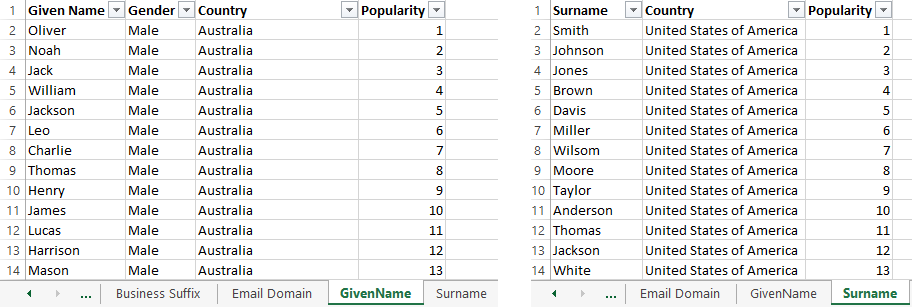 1 Given Name Gender Country Popularity
2 Oliver Male Australia 1
3 Noah Male Australia 2
4 Jack Male Australia 3
5 William Male Australia 4
6 Jackson Male Australia 5
7 Leo Male Australia 6
8 Charlie Male Australia 7
9 Thomas Male Australia 8
10 Henry Male Australia 9
11 James Male Australia 10
12 Lucas Male Australia 11
13 Harrison Male Australia 12
14 Mason Male Australia 13
... Business Suffix Email Domain GivenName Surname
1 Surname Country Popularity
2 Smith United States of America 1
3 Johnson United States of America 2
4 Jones United States of America 3
5 Brown United States of America 4
6 Davis United States of America 5
7 Miller United States of America 6
8 Wilsom United States of America 7
9 Moore United States of America 8
10 Taylor United States of America 9
11 Anderson United States of America 10
12 Thomas United States of America 11
13 Jackson United States of America 12
14 White United States of America 13
... Email Domain GivenName Surname